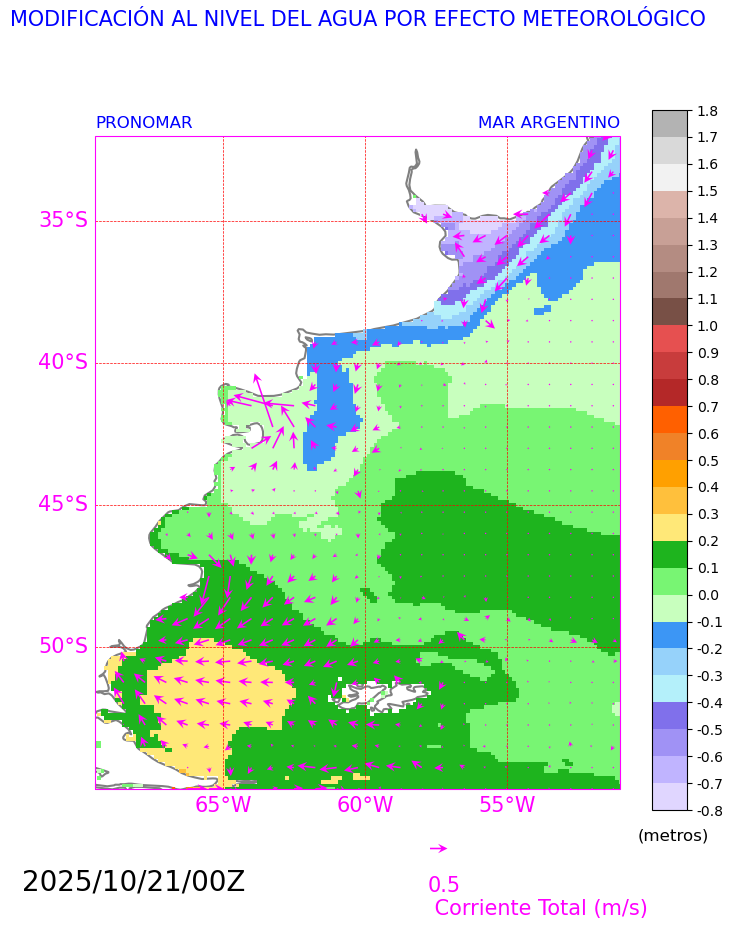 MODIFICACIÓN AL NIVEL DEL AGUA POR EFECTO METEOROLÓGICO
PRONOMAR
MAR ARGENTINO
35°S
40°S
45°S
50°S
65°W
60°W
55°W
1.8
1.7
1.6
1.5
1.4
1.3
1.2
1.1
1.0
0.9
0.8
0.7
0.6
0.5
0.4
0.3
0.2
0.1
0.0
-0.1
-0.2
-0.3
-0.4
-0.5
-0.6
-0.7
-0.8
(metros)
2025/10/21/00Z
0.5
Corriente Total (m/s)